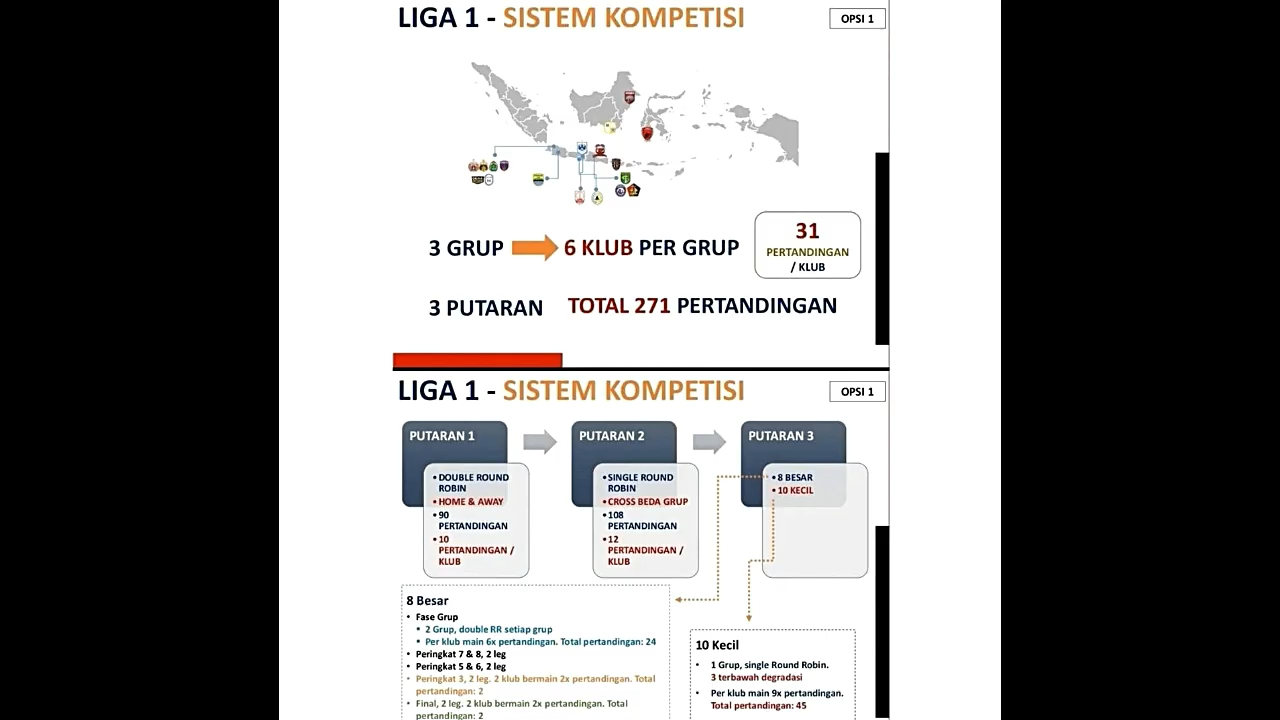 LIGA 1 - SISTEM KOMPETISI
OPSI 1
3 GRUP
6 KLUB PER GRUP
31
PERTANDINGAN
/ KLUB
3 PUTARAN
TOTAL 271 PERTANDINGAN
LIGA 1 - SISTEM KOMPETISI
OPSI 1
PUTARAN 1
• DOUBLE ROUND
ROBIN
• HOME & AWAY
• 90
PERTANDINGAN
• 10
PERTANDINGAN /
KLUB
PUTARAN 2
• SINGLE ROUND
ROBIN
• CROSS BEDA GRUP
• 108
PERTANDINGAN
• 12
PERTANDINGAN /
KLUB
PUTARAN 3
• 8 BESAR
• 10 KECIL
8 Besar
• Fase Grup
• 2 Grup, double RR setiap grup
• Per klub main 6x pertandingan. Total pertandingan: 24
• Peringkat 7 & 8, 2 leg
• Peringkat 5 & 6, 2 leg
• Peringkat 3, 2 leg. 2 klub bermain 2x pertandingan. Total
pertandingan: 2
• Final, 2 leg. 2 klub bermain 2x pertandingan. Total
pertandingan: 2
10 Kecil
• 1 Grup, single Round Robin.
3 terbawah degradasi
• Per klub main 9x pertandingan.
Total pertandingan: 45